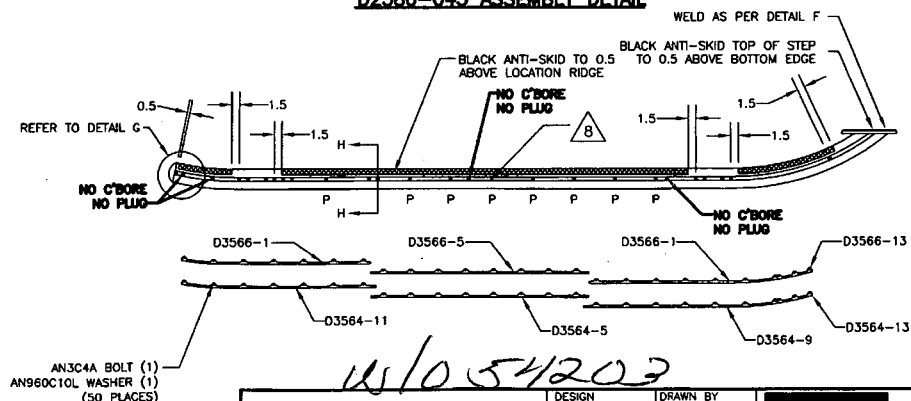 D2566-045 ASSEMBLY DETAIL
WELD AS PER DETAIL F
BLACK ANTI-SKID TO 0.5
ABOVE LOCATION RIDGE
BLACK ANTI-SKID TOP OF STEP
TO 0.5 ABOVE BOTTOM EDGE
NO C'BORE
NO PLUG
0.5
1.5
1.5
1.5
1.5
1.5
8
REFER TO DETAIL G
H
H
NO C'BORE
NO PLUG
P P P P P P P P
NO C'BORE
NO PLUG
D3566-1
D3566-5
D3566-1
D3566-13
D3564-11
D3564-5
D3564-9
D3564-13
AN3C4A BOLT (1)
AN960C10L WASHER (1)
(50 PLACES)
W/O 54203
DESIGN
DRAWN BY